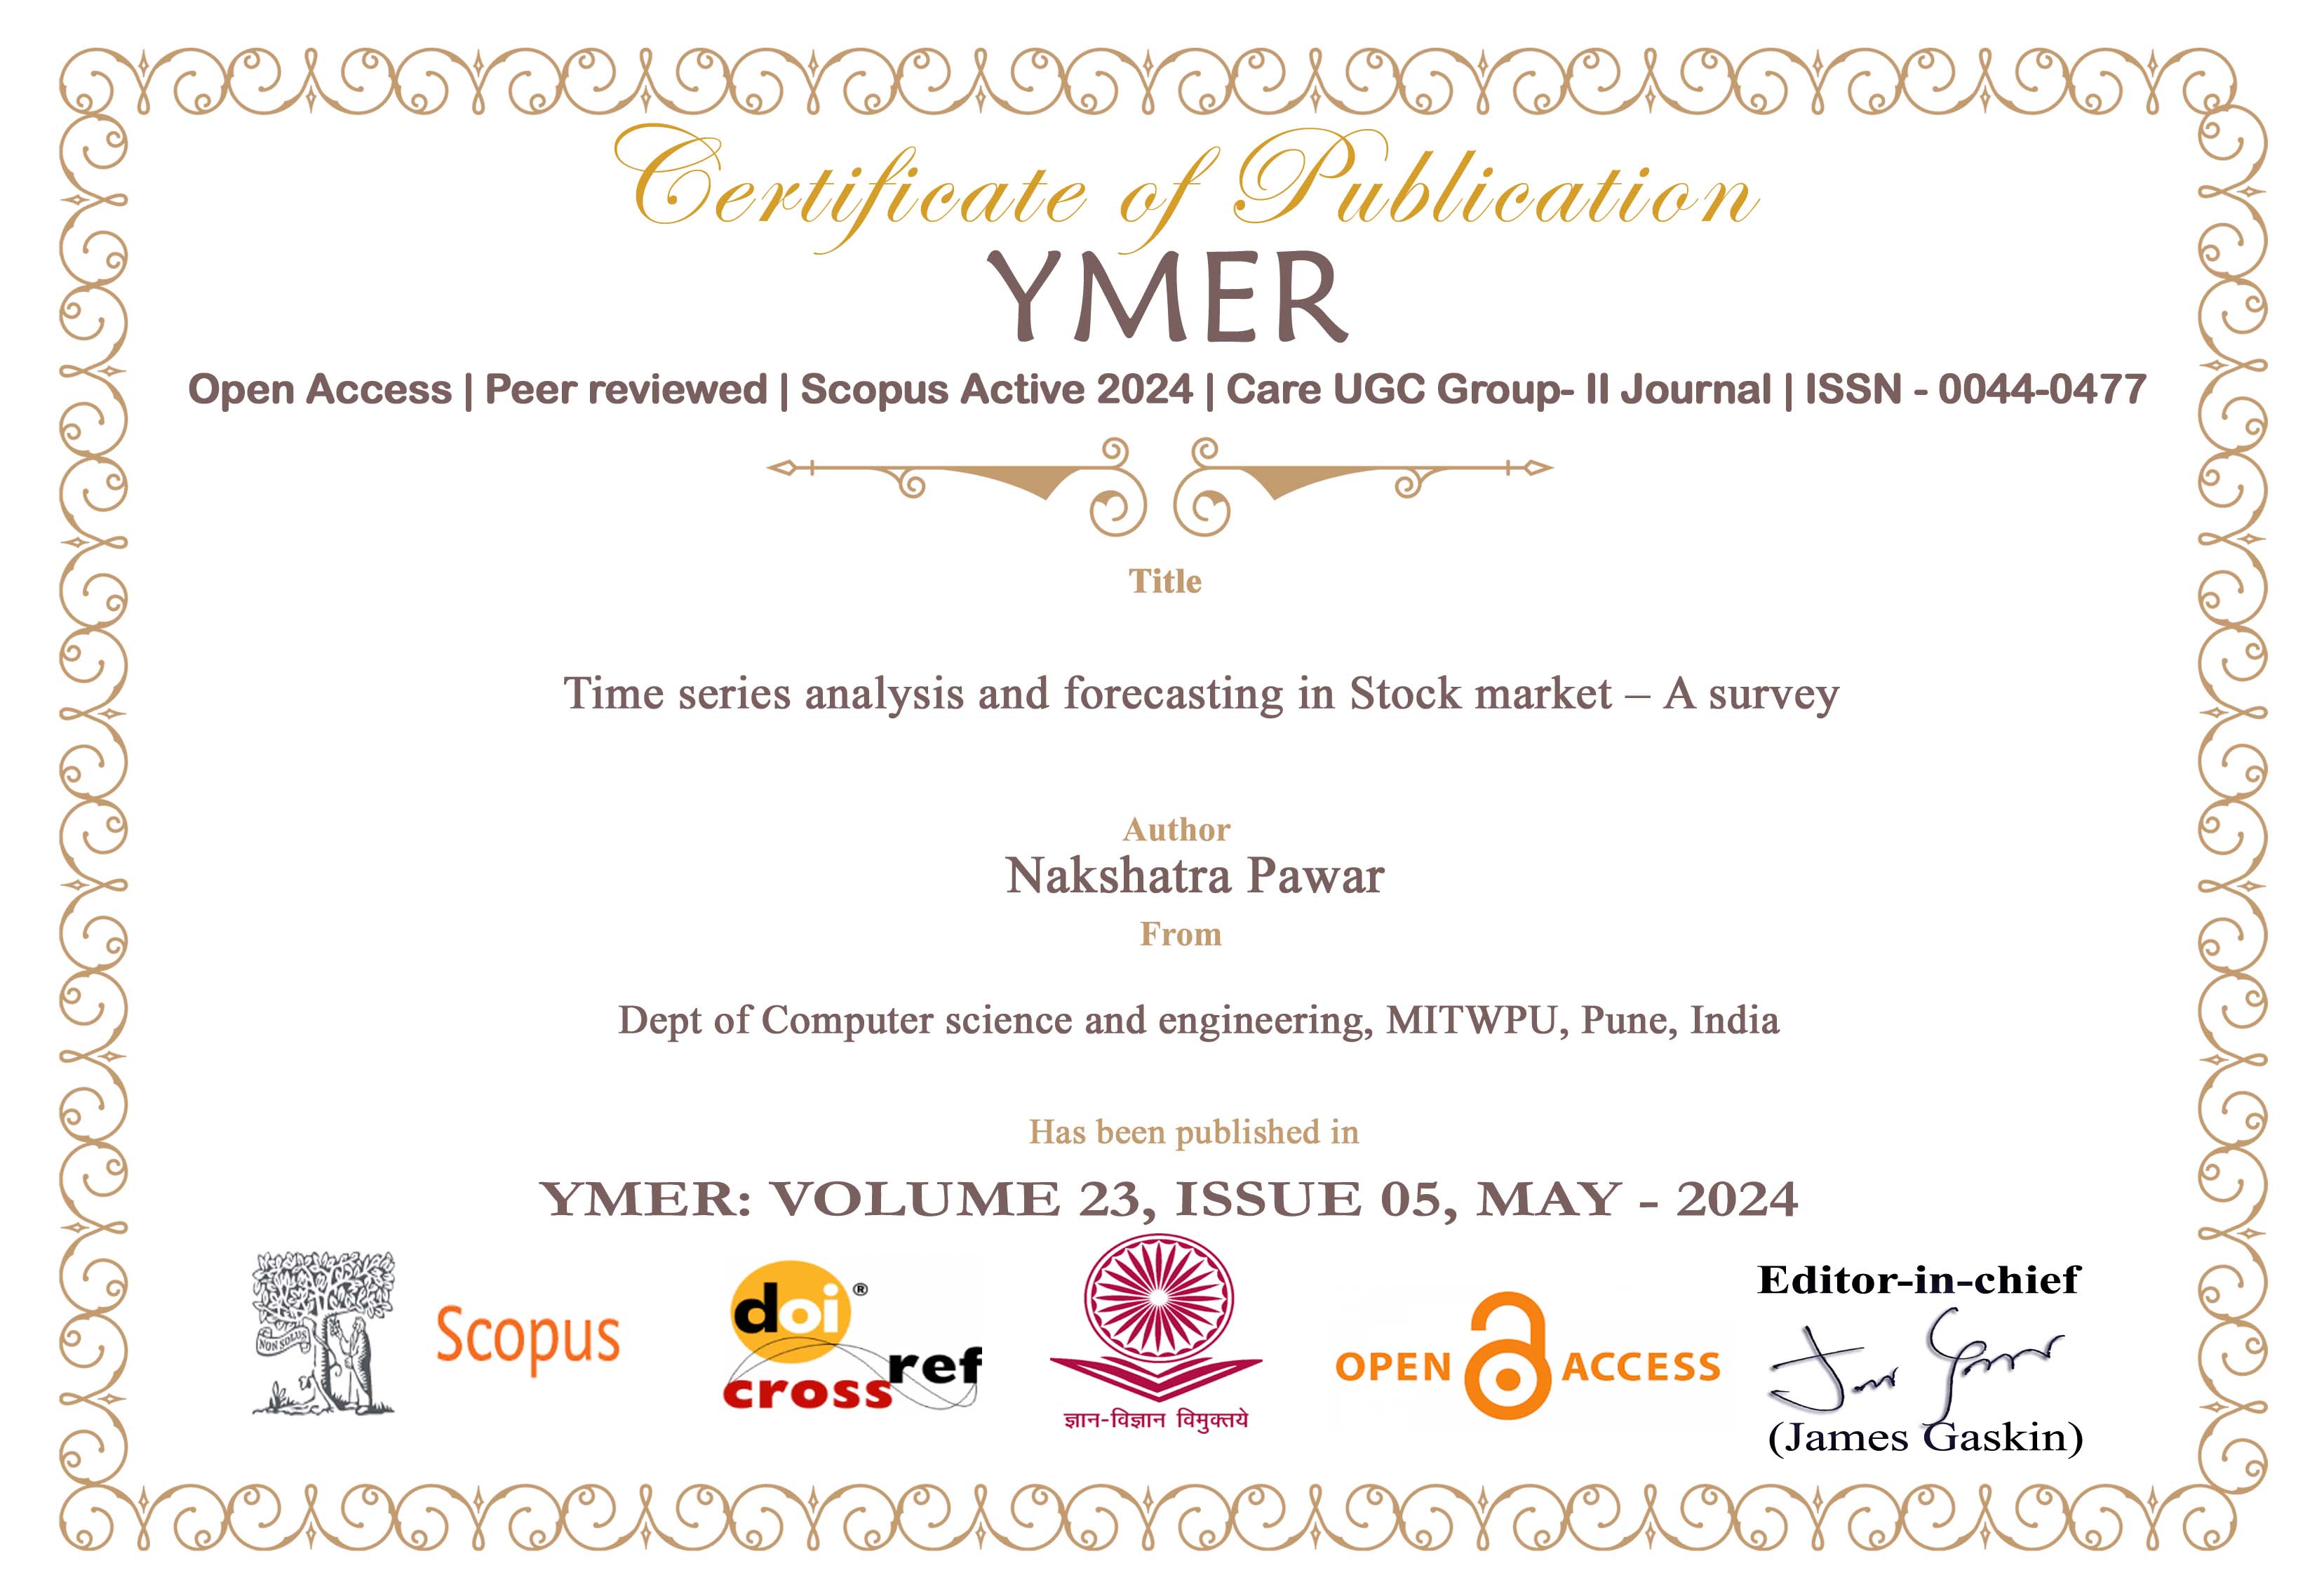 Certificate of Publication
YMER
Open Access | Peer reviewed | Scopus Active 2024 | Care UGC Group- II Journal | ISSN - 0044-0477
Title
Time series analysis and forecasting in Stock market – A survey
Author
Nakshatra Pawar
From
Dept of Computer science and engineering, MITWPU, Pune, India
Has been published in
YMER: VOLUME 23, ISSUE 05, MAY - 2024
NON SOLUS
Scopus
doi®
crossref
ज्ञान-विज्ञान विमुक्तये
OPEN ACCESS
Editor-in-chief
(James Gaskin)